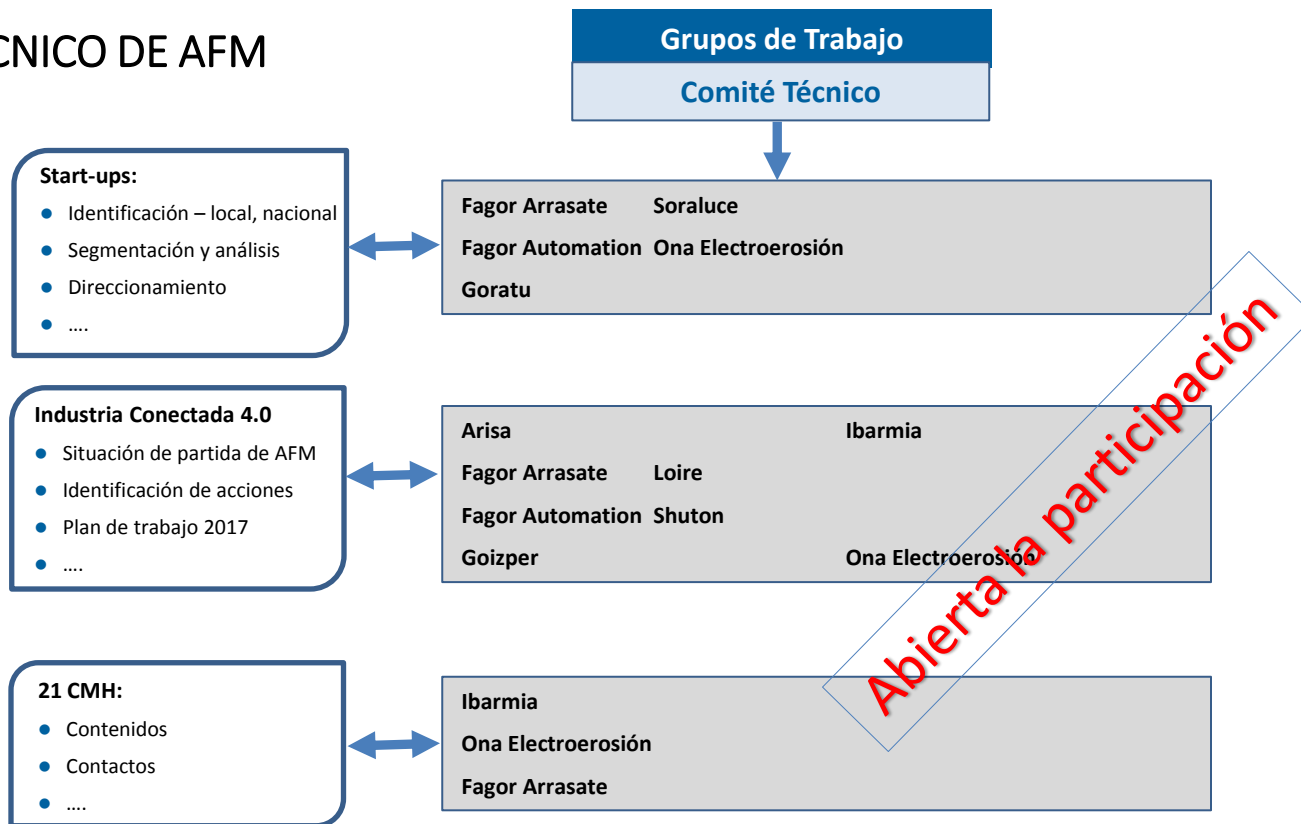 CNICO DE AFM
Grupos de Trabajo
Comité Técnico
Start-ups:
Identificación – local, nacional
Segmentación y análisis
Direccionamiento
….
Fagor Arrasate Soraluce
Fagor Automation Ona Electroerosión
Goratu
Industria Conectada 4.0
Situación de partida de AFM
Identificación de acciones
Plan de trabajo 2017
….
Arisa Ibarmia
Fagor Arrasate Loire
Fagor Automation Shuton
Goizper Ona Electroerosión
Abierta la participación
21 CMH:
Contenidos
Contactos
….
Ibarmia
Ona Electroerosión
Fagor Arrasate